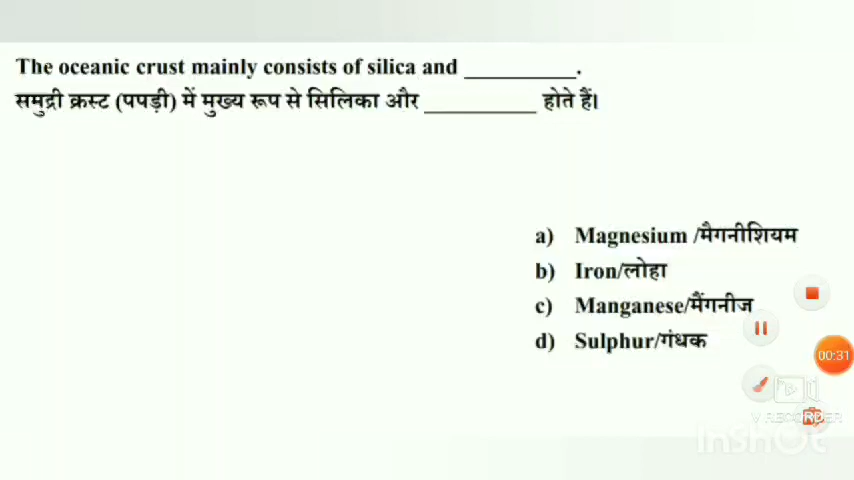 The oceanic crust mainly consists of silica and __________.
समुद्री क्रस्ट (पपड़ी) में मुख्य रूप से सिलिका और __________ होते हैं।
a) Magnesium /मैगनीशियम
b) Iron/लोहा
c) Manganese/मैंगनीज
d) Sulphur/गंधक
00:31
V RECORDER
InShOt